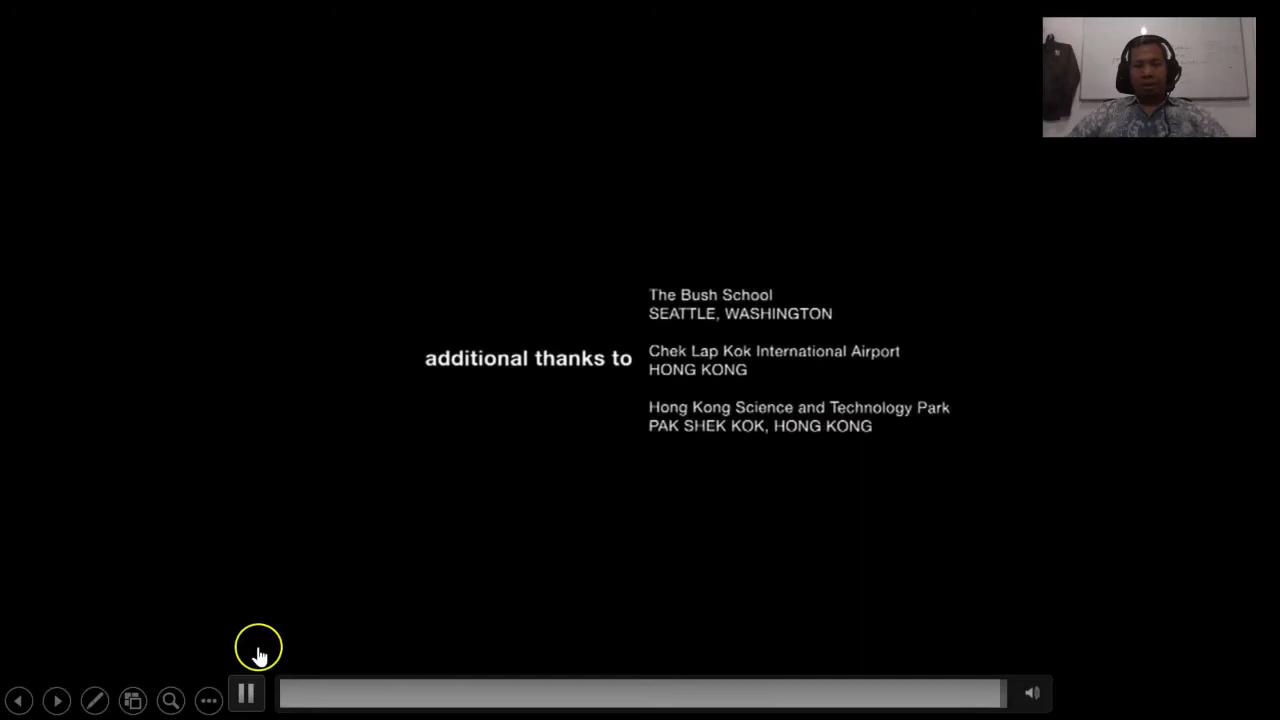 The Bush School
SEATTLE, WASHINGTON
additional thanks to
Chek Lap Kok International Airport
HONG KONG
Hong Kong Science and Technology Park
PAK SHEK KOK, HONG KONG